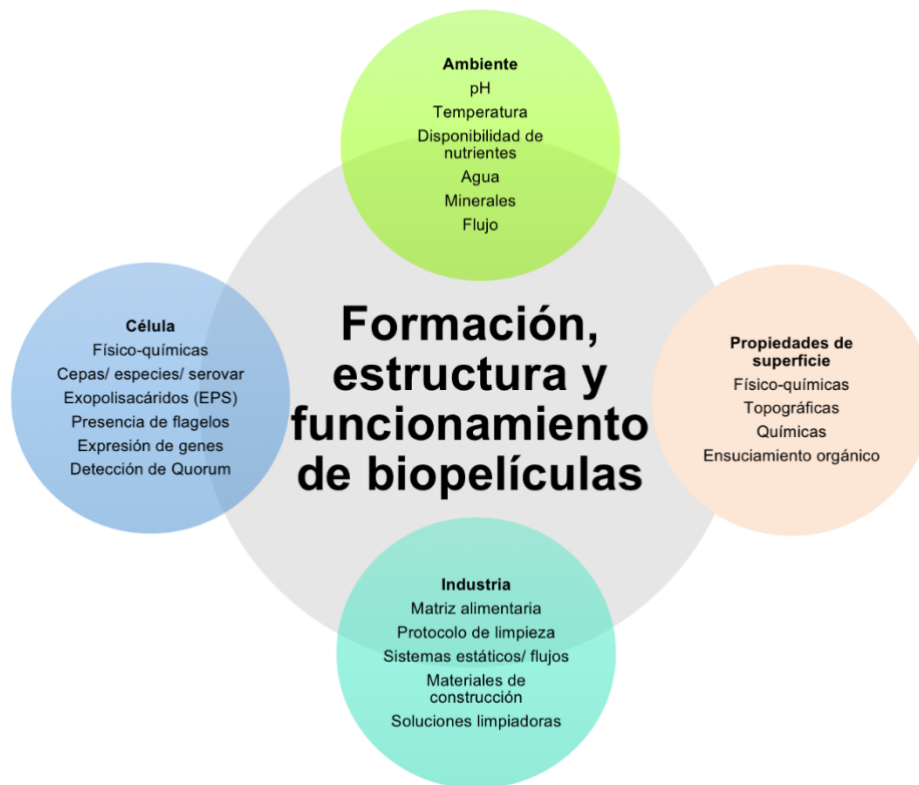 Ambiente
pH
Temperatura
Disponibilidad de
nutrientes
Agua
Minerales
Flujo
Célula
Físico-químicas
Cepas/ especies/ serovar
Exopolisacáridos (EPS)
Presencia de flagelos
Expresión de genes
Detección de Quorum
Formación,
estructura y
funcionamiento
de biopelículas
Propiedades de
superficie
Físico-químicas
Topográficas
Químicas
Ensuciamiento orgánico
Industria
Matriz alimentaria
Protocolo de limpieza
Sistemas estáticos/ flujos
Materiales de
construcción
Soluciones limpiadoras